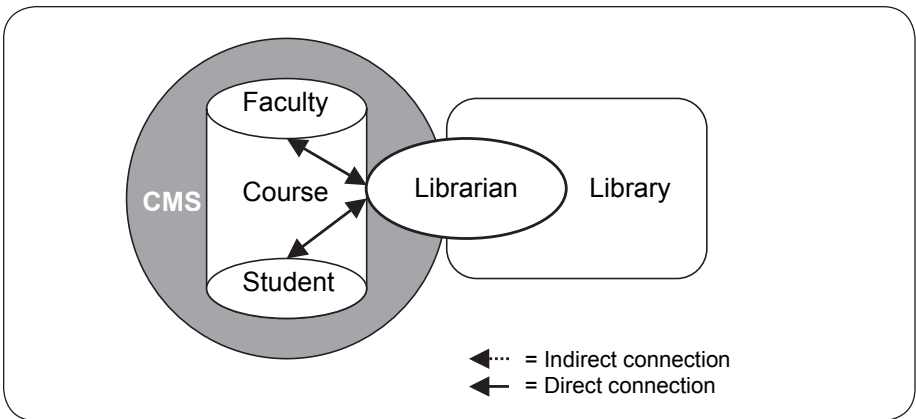 Faculty
CMS
Course
Librarian
Library
Student
= Indirect connection
= Direct connection